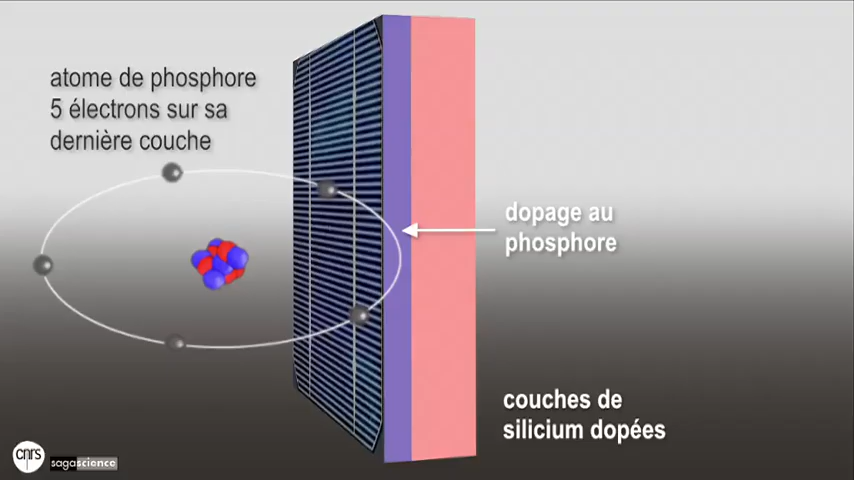 atome de phosphore
5 électrons sur sa
dernière couche
dopage au
phosphore
couches de
silicium dopées
cnrs
sagascience